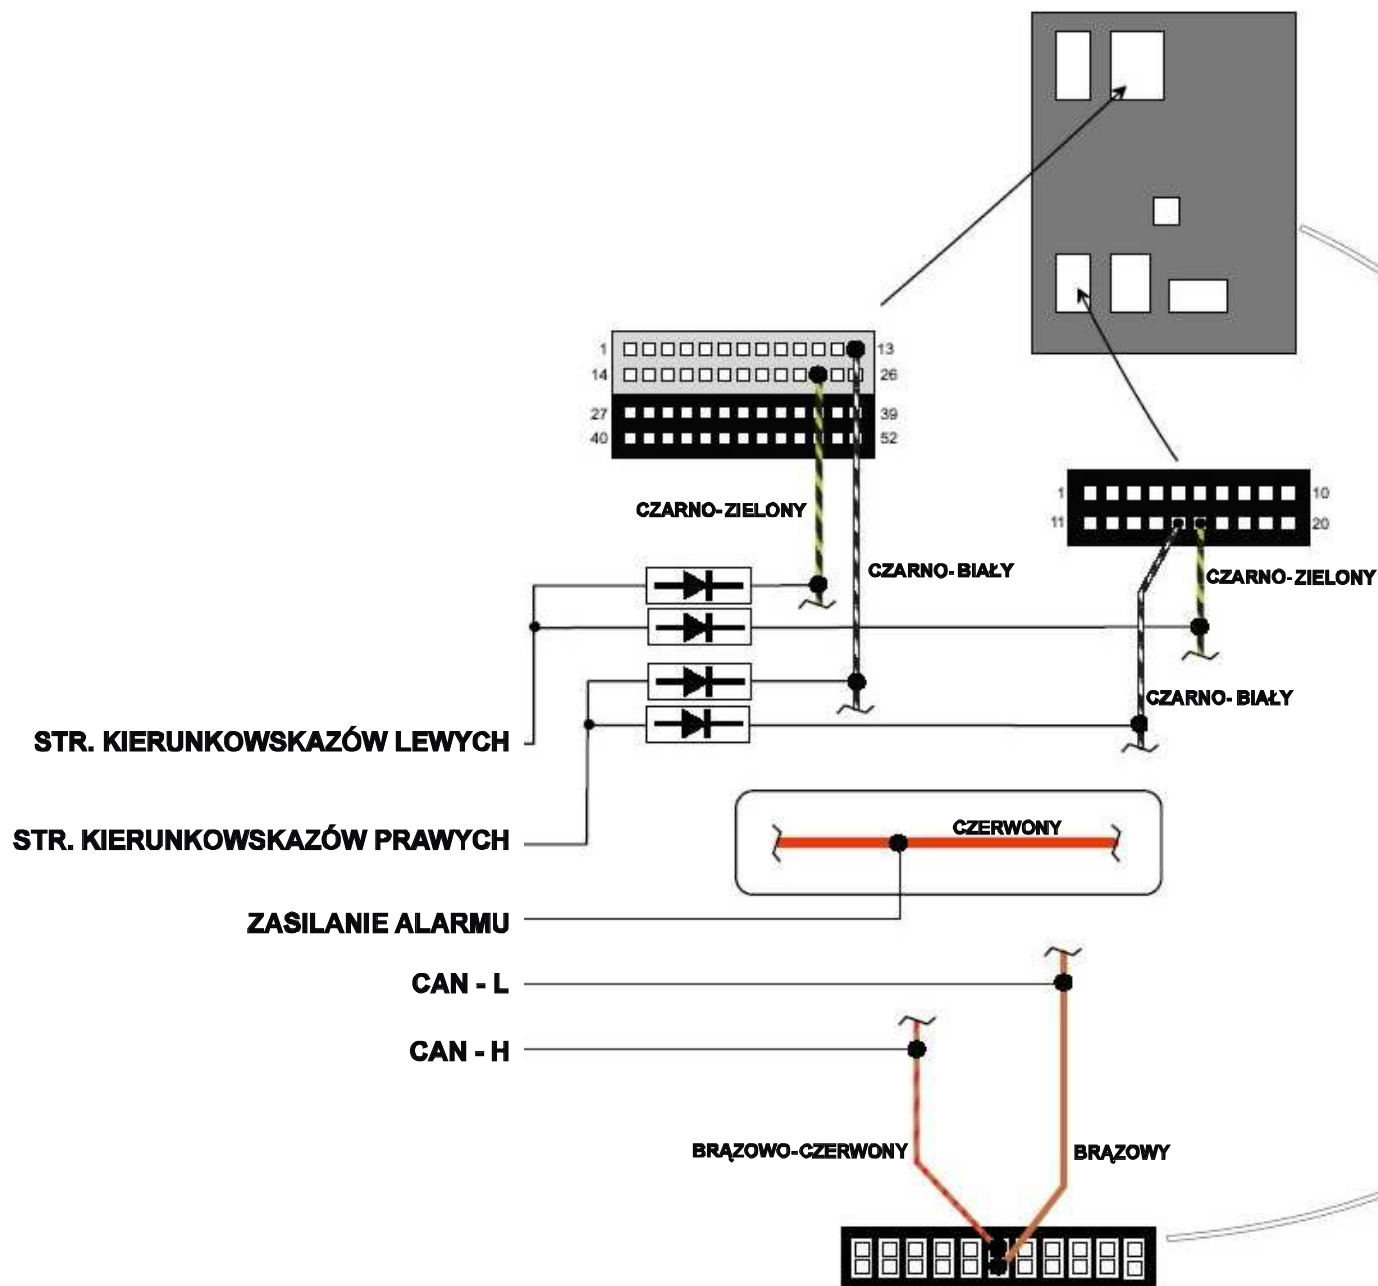 1 13
14 26
27 39
40 52
1 10
11 20
CZARNO-ZIELONY
CZARNO-BIAŁY
CZARNO-ZIELONY
CZARNO-BIAŁY
STR. KIERUNKOWSKAZÓW LEWYCH
STR. KIERUNKOWSKAZÓW PRAWYCH
CZERWONY
ZASILANIE ALARMU
CAN - L
CAN - H
BRĄZOWO-CZERWONY
BRĄZOWY